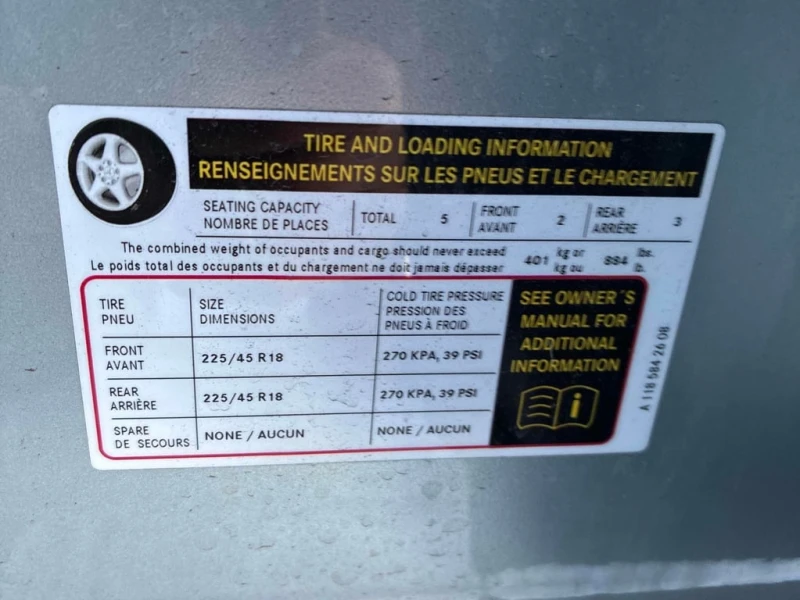 TIRE AND LOADING INFORMATION
RENSEIGNEMENTS SUR LES PNEUS ET LE CHARGEMENT
SEATING CAPACITY
NOMBRE DE PLACES
TOTAL 5
FRONT
AVANT
2
REAR
ARRIÈRE
3
The combined weight of occupants and cargo should never exceed
Le poids total des occupants et du chargement ne doit jamais dépasser
401
kg or
kg ou
884
lbs.
lb.
TIRE
PNEU
SIZE
DIMENSIONS
COLD TIRE PRESSURE
PRESSION DES
PNEUS À FROID
FRONT
AVANT
225/45 R18
270 KPA, 39 PSI
REAR
ARRIÈRE
225/45 R18
270 KPA, 39 PSI
SPARE
DE SECOURS
NONE / AUCUN
NONE / AUCUN
SEE OWNER´S
MANUAL FOR
ADDITIONAL
INFORMATION
A 118 584 26 08